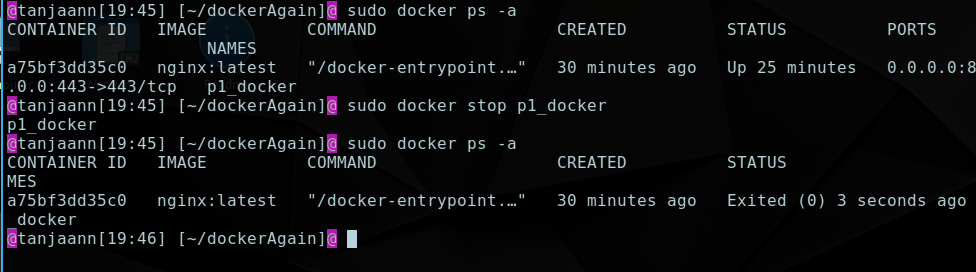 @tanjaann[19:45] [~/dockerAgain]@ sudo docker ps -a
CONTAINER ID   IMAGE          COMMAND                  CREATED          STATUS          PORTS
                    NAMES
a75bf3dd35c0   nginx:latest   "/docker-entrypoint.…"   30 minutes ago   Up 25 minutes   0.0.0.0:8
.0.0:443->443/tcp   p1_docker
@tanjaann[19:45] [~/dockerAgain]@ sudo docker stop p1_docker
p1_docker
@tanjaann[19:45] [~/dockerAgain]@ sudo docker ps -a
CONTAINER ID   IMAGE          COMMAND                  CREATED          STATUS
MES
a75bf3dd35c0   nginx:latest   "/docker-entrypoint.…"   30 minutes ago   Exited (0) 3 seconds ago
_docker
@tanjaann[19:46] [~/dockerAgain]@